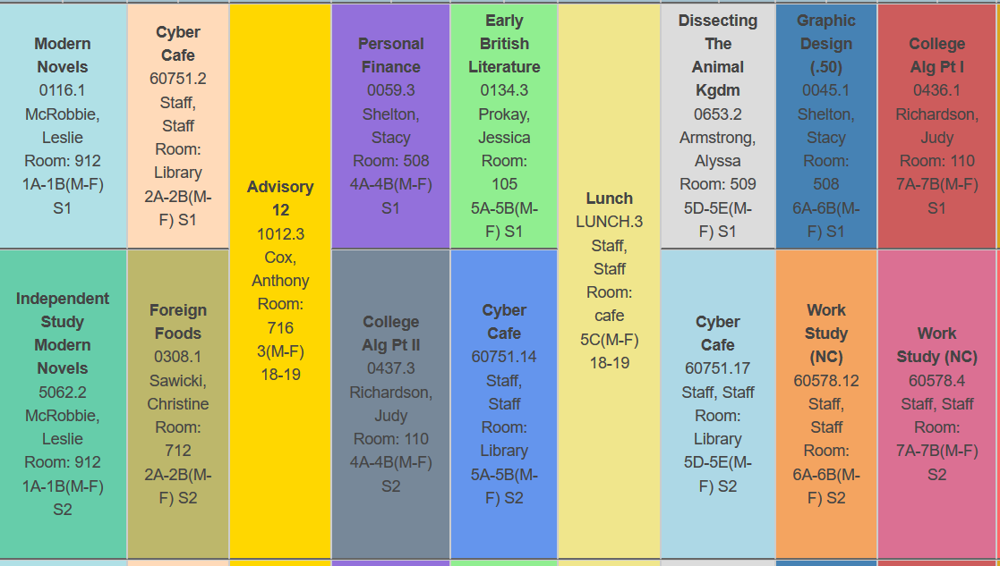 Modern
Novels
0116.1
McRobbie,
Leslie
Room: 912
1A-1B(M-F)
S1
Cyber
Cafe
60751.2
Staff,
Staff
Room:
Library
2A-2B(M-
F) S1
Advisory
12
1012.3
Cox,
Anthony
Room:
716
3(M-F)
18-19
Personal
Finance
0059.3
Shelton,
Stacy
Room: 508
4A-4B(M-F)
S1
Early
British
Literature
0134.3
Prokay,
Jessica
Room:
105
5A-5B(M-
F) S1
Lunch
LUNCH.3
Staff,
Staff
Room:
cafe
5C(M-F)
18-19
Dissecting
The
Animal
Kgdm
0653.2
Armstrong,
Alyssa
Room: 509
5D-5E(M-
F) S1
Graphic
Design
(.50)
0045.1
Shelton,
Stacy
Room:
508
6A-6B(M-
F) S1
College
Alg Pt I
0436.1
Richardson,
Judy
Room: 110
7A-7B(M-F)
S1
Independent
Study
Modern
Novels
5062.2
McRobbie,
Leslie
Room: 912
1A-1B(M-F)
S2
Foreign
Foods
0308.1
Sawicki,
Christine
Room:
712
2A-2B(M-
F) S2
College
Alg Pt II
0437.3
Richardson,
Judy
Room: 110
4A-4B(M-F)
S2
Cyber
Cafe
60751.14
Staff,
Staff
Room:
Library
5A-5B(M-
F) S2
Cyber
Cafe
60751.17
Staff, Staff
Room:
Library
5D-5E(M-
F) S2
Work
Study
(NC)
60578.12
Staff,
Staff
Room:
6A-6B(M-
F) S2
Work
Study (NC)
60578.4
Staff, Staff
Room:
7A-7B(M-F)
S2